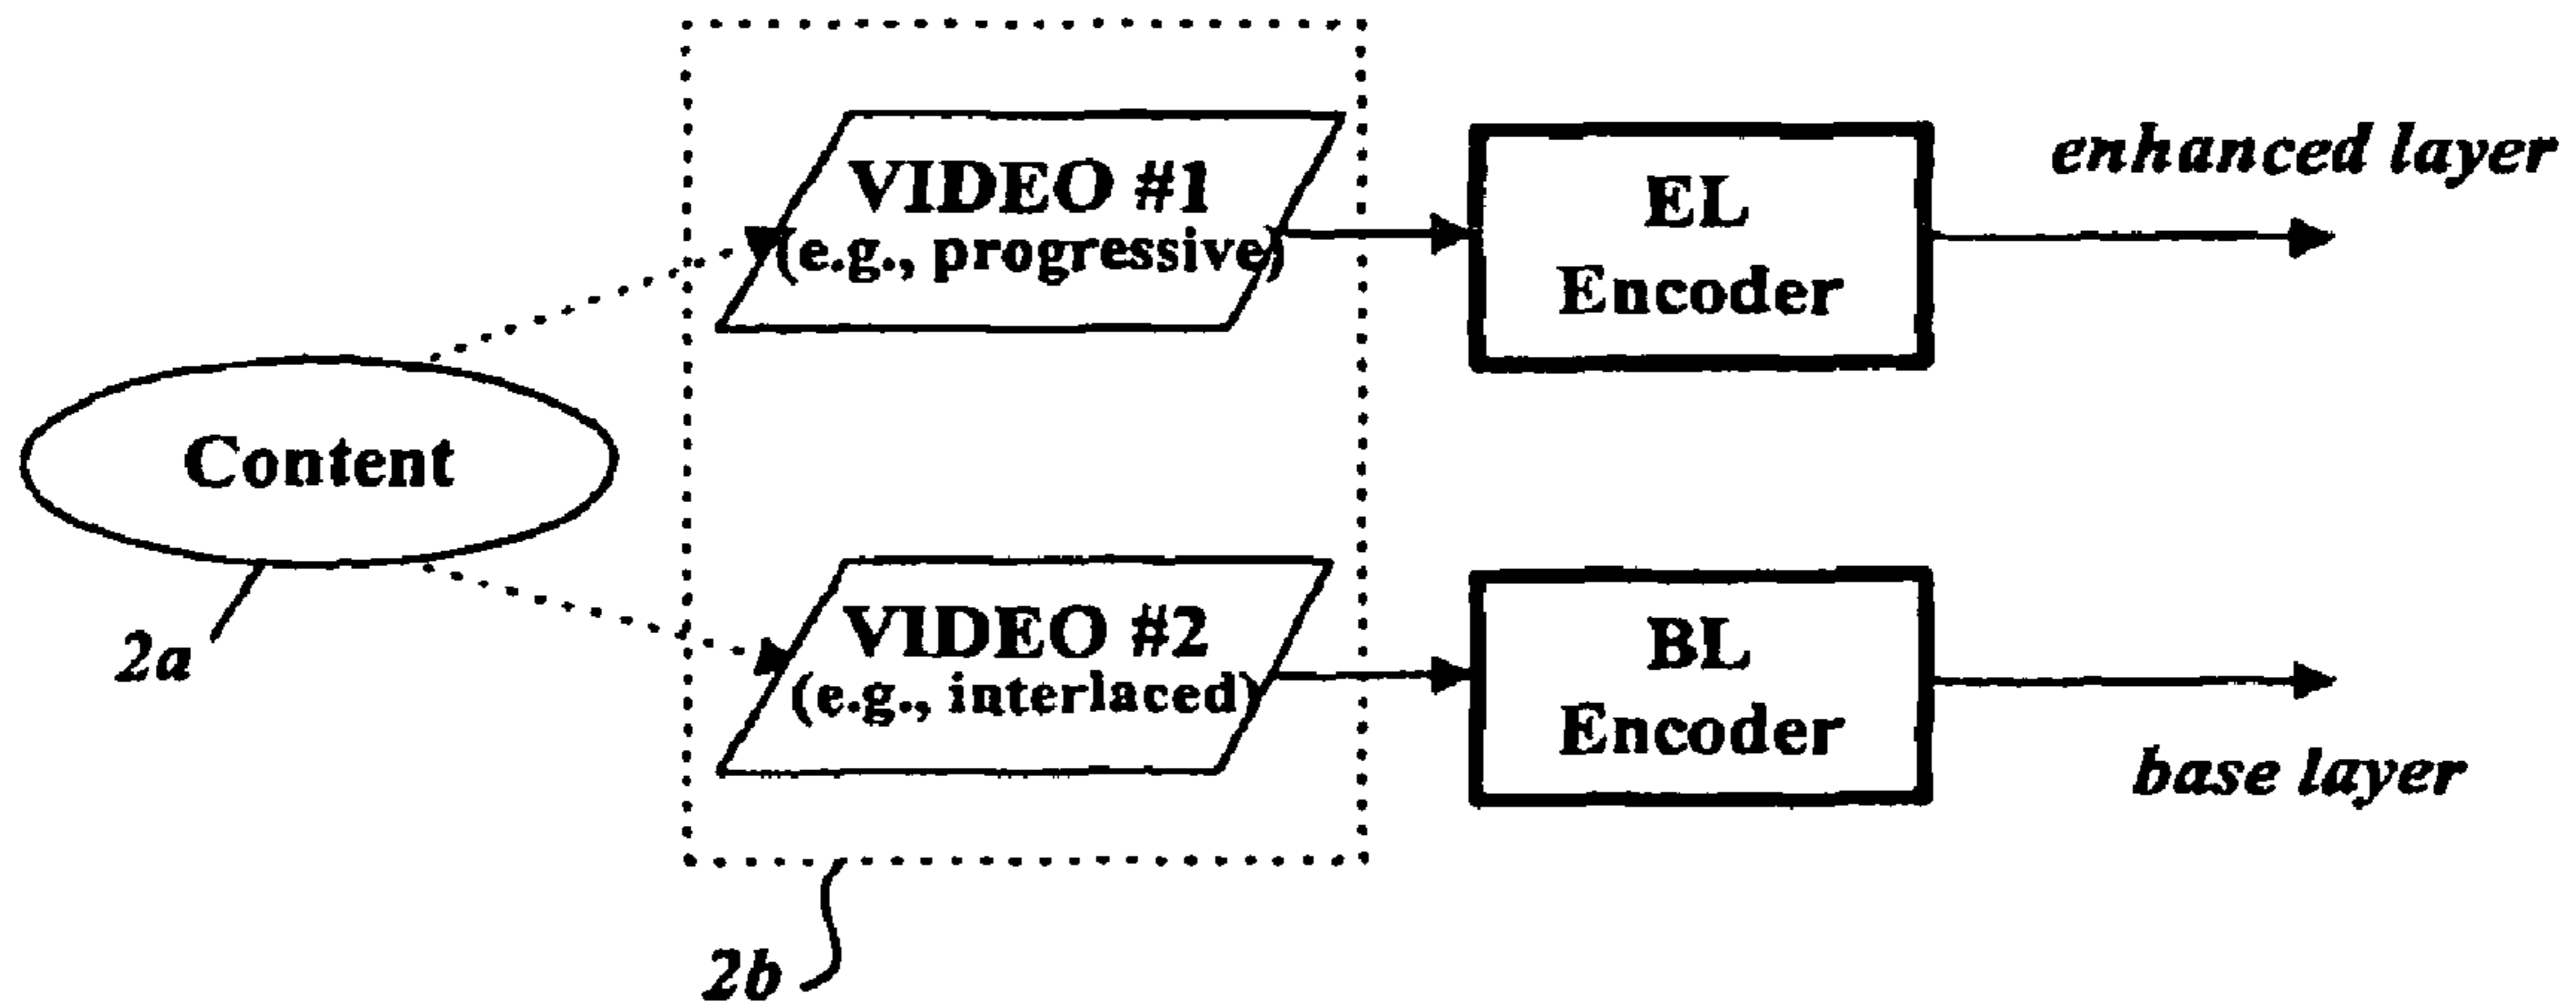 VIDEO #1
(e.g., progressive)
EL
Encoder
enhanced layer
Content
2a
VIDEO #2
(e.g., interlaced)
BL
Encoder
base layer
2b